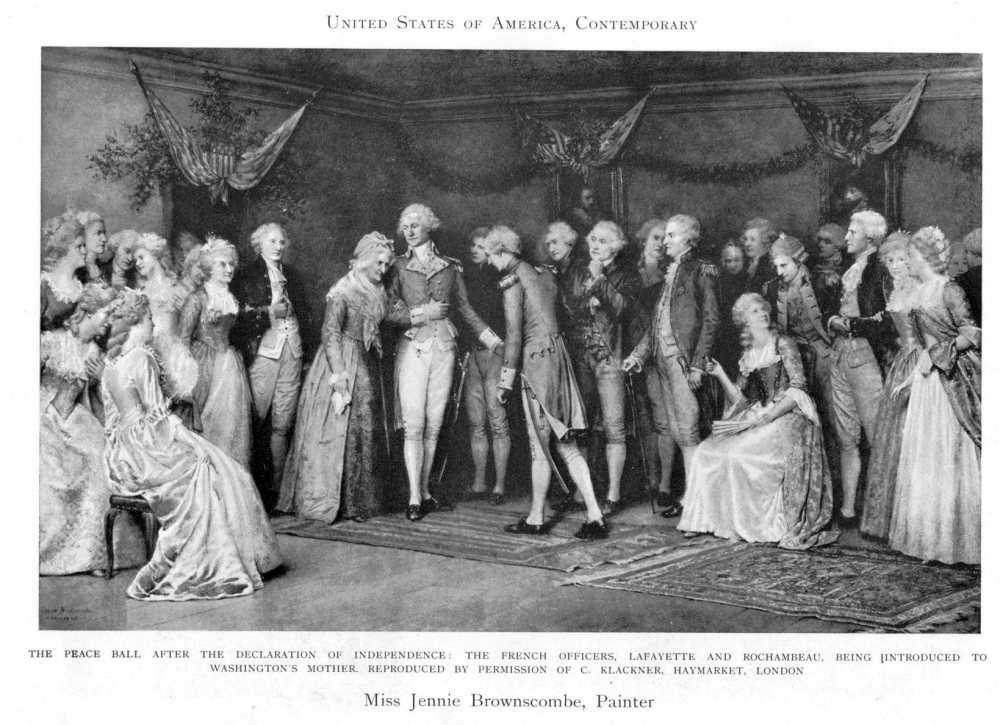 UNITED STATES OF AMERICA, CONTEMPORARY
THE PEACE BALL AFTER THE DECLARATION OF INDEPENDENCE: THE FRENCH OFFICERS, LAFAYETTE AND ROCHAMBEAU, BEING INTRODUCED TO
WASHINGTON'S MOTHER. REPRODUCED BY PERMISSION OF C. KLACKNER, HAYMARKET, LONDON
Miss Jennie Brownscombe, Painter